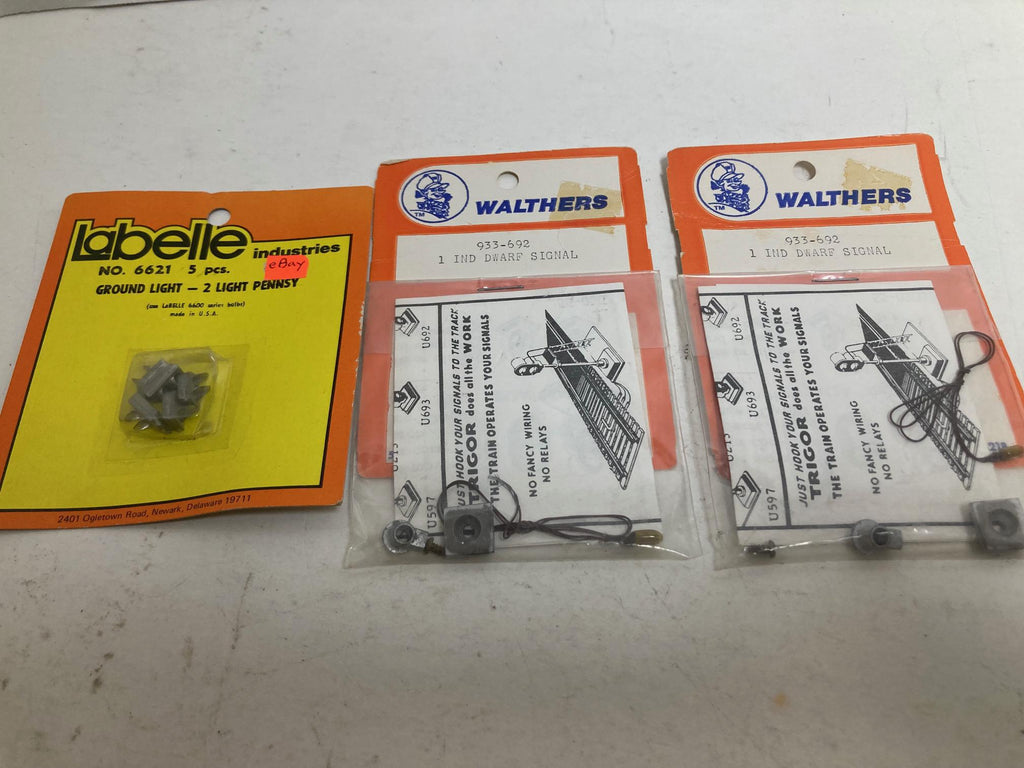 Labelle industries
NO. 6621 5 pcs.
eBay
GROUND LIGHT — 2 LIGHT PENNSY
(use LaBELLE 6600 series bulbs)
made in U.S.A.
2401 Ogletown Road, Newark, Delaware 19711
TM
WALTHERS
933-692
1 IND DWARF SIGNAL
U692
U693
U597
JUST HOOK YOUR SIGNALS TO THE TRACK
TRIGOR does all the WORK
THE TRAIN OPERATES YOUR SIGNALS
NO FANCY WIRING
NO RELAYS
TM
WALTHERS
933-692
1 IND DWARF SIGNAL
U692
U693
U597
JUST HOOK YOUR SIGNALS TO THE TRACK
TRIGOR does all the WORK
THE TRAIN OPERATES YOUR SIGNALS
NO FANCY WIRING
NO RELAYS